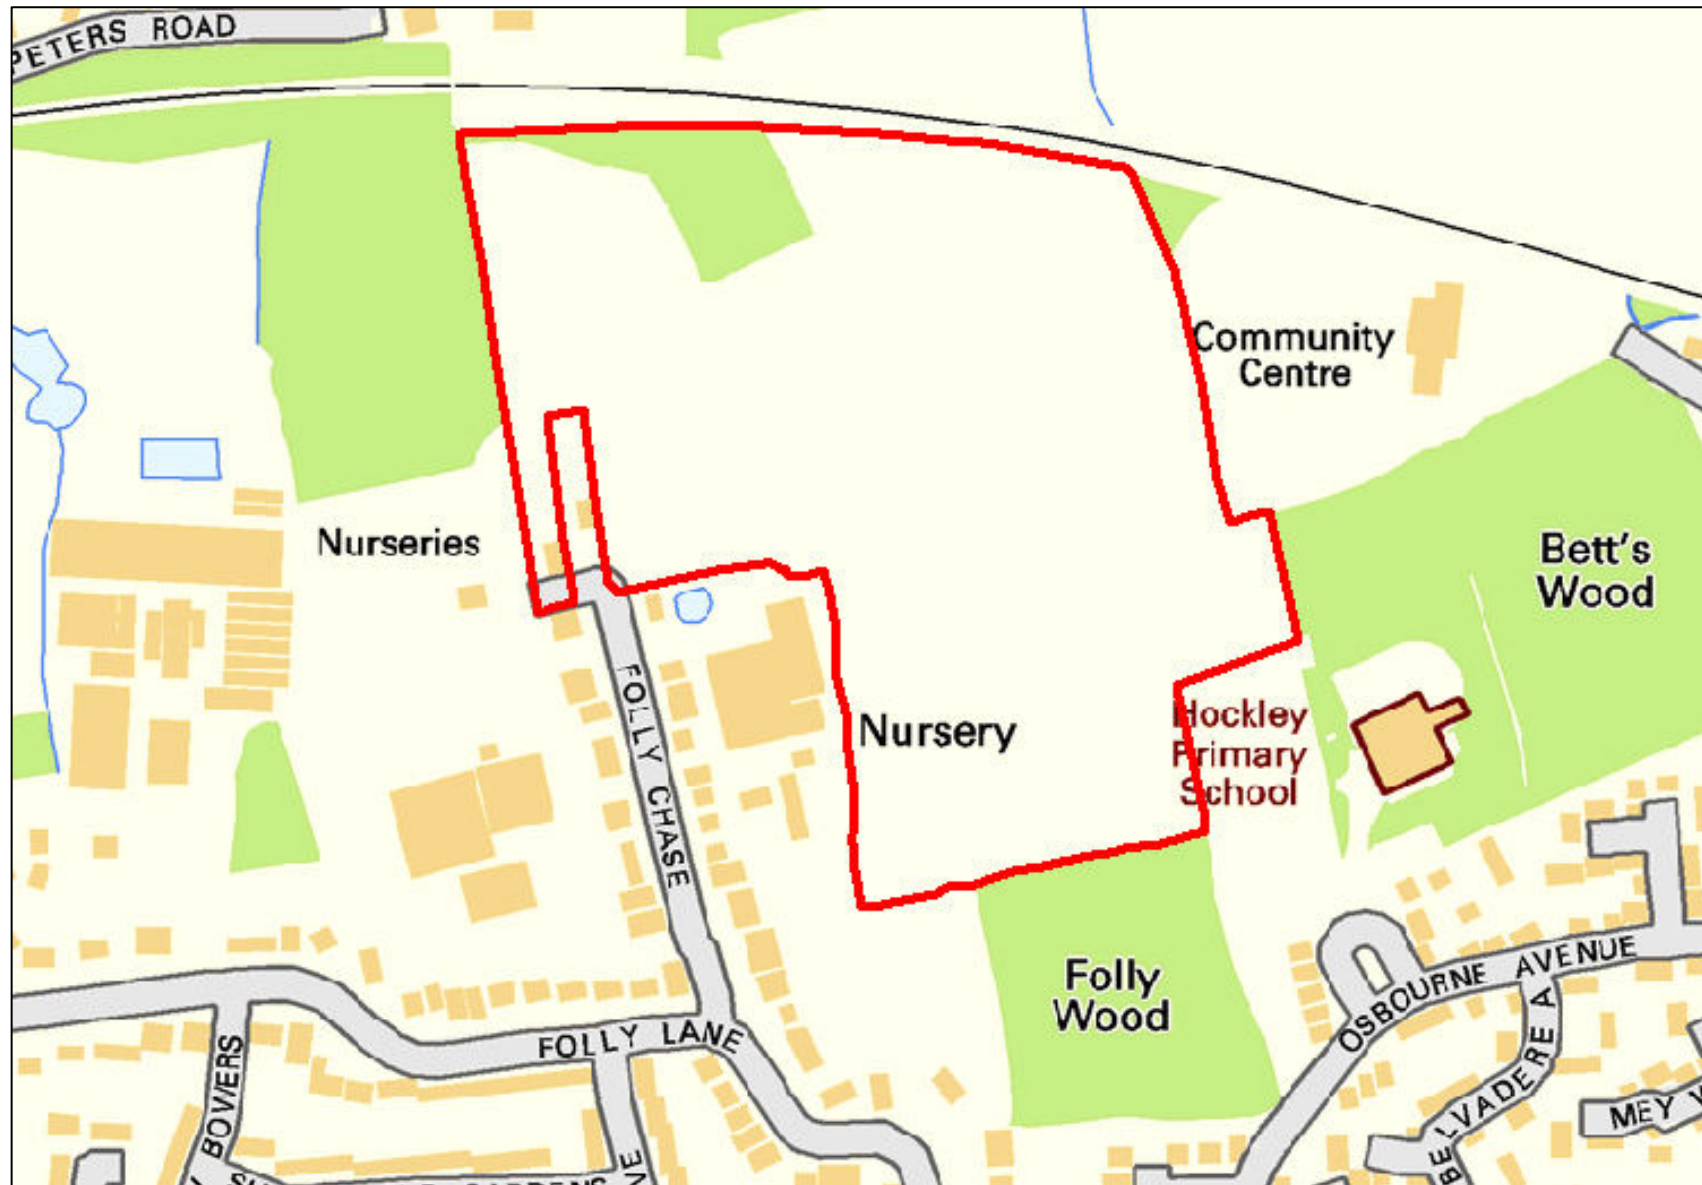 PETERS ROAD
Community
Centre
Nurseries
Bett's
Wood
FOLLY CHASE
Nursery
Hockley
Primary
School
Folly
Wood
OSBOURNE AVENUE
FOLLY LANE
BOWERS
BELVADERE A
MEY
GARDENS